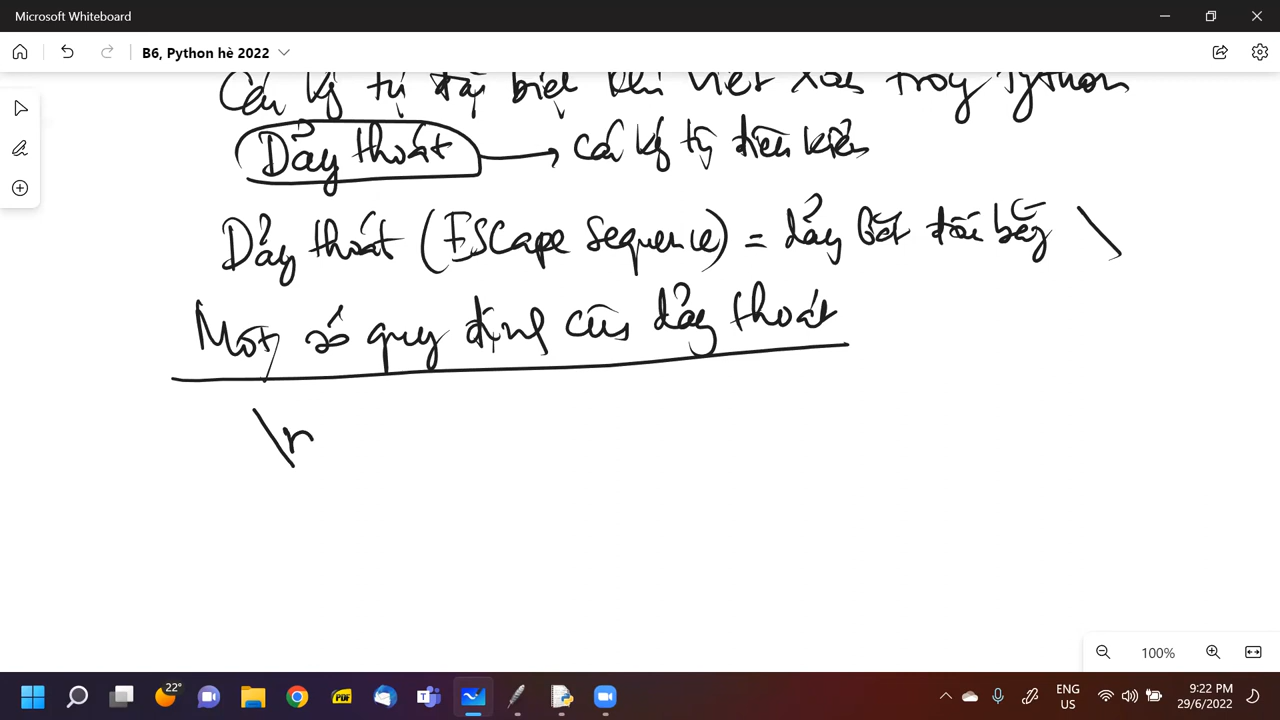 Microsoft Whiteboard
B6, Python hè 2022
Các ký tự đặc biệt khi viết xâu trong Python
Dãy thoát → các ký tự điều kiển
Dãy thoát (Escape Sequence) = dãy bắt đầu bằng \
Một số quy định của dãy thoát
\n
100%
22°
ENG
US
9:22 PM
29/6/2022